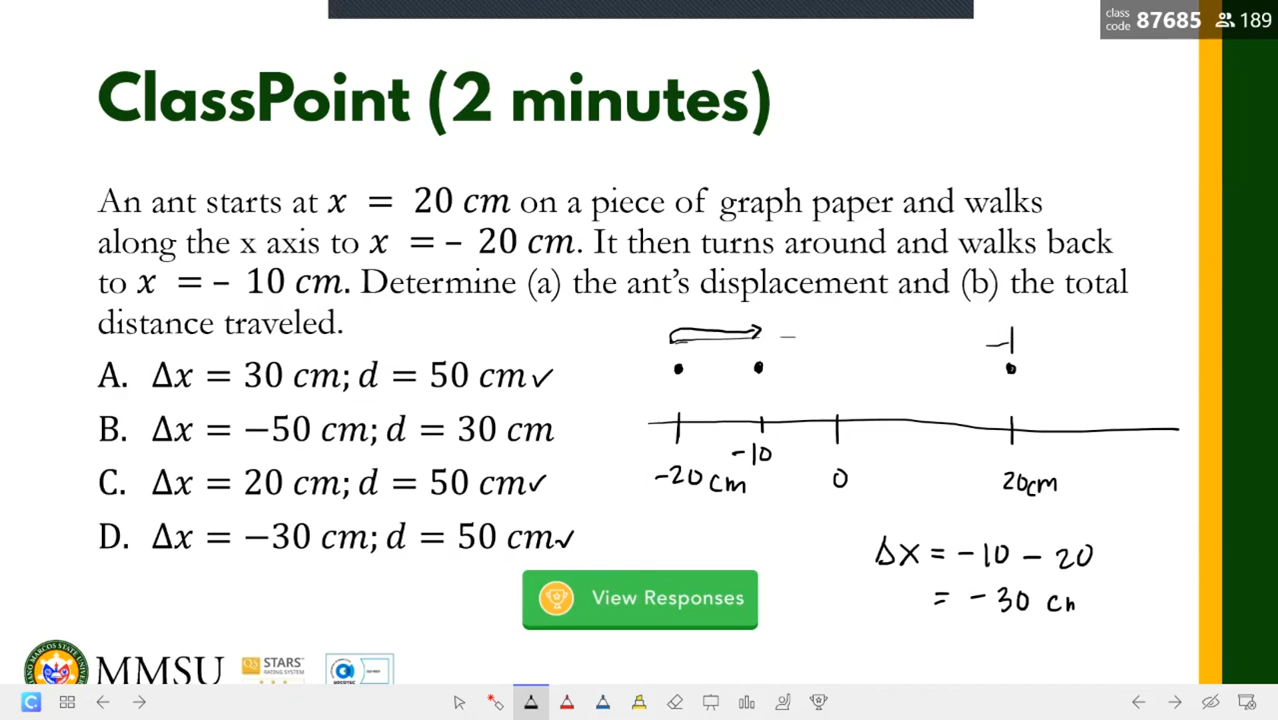 class code 87685 189
ClassPoint (2 minutes)
An ant starts at x = 20 cm on a piece of graph paper and walks
along the x axis to x = – 20 cm. It then turns around and walks back
to x = – 10 cm. Determine (a) the ant's displacement and (b) the total
distance traveled.
A. Δx = 30 cm; d = 50 cm✓
B. Δx = −50 cm; d = 30 cm
C. Δx = 20 cm; d = 50 cm✓
D. Δx = −30 cm; d = 50 cm✓
-10
-20 cm 0 20cm
Δx = -10 - 20
= -30 cm
View Responses
MMSU
QS STARS
RATING SYSTEM